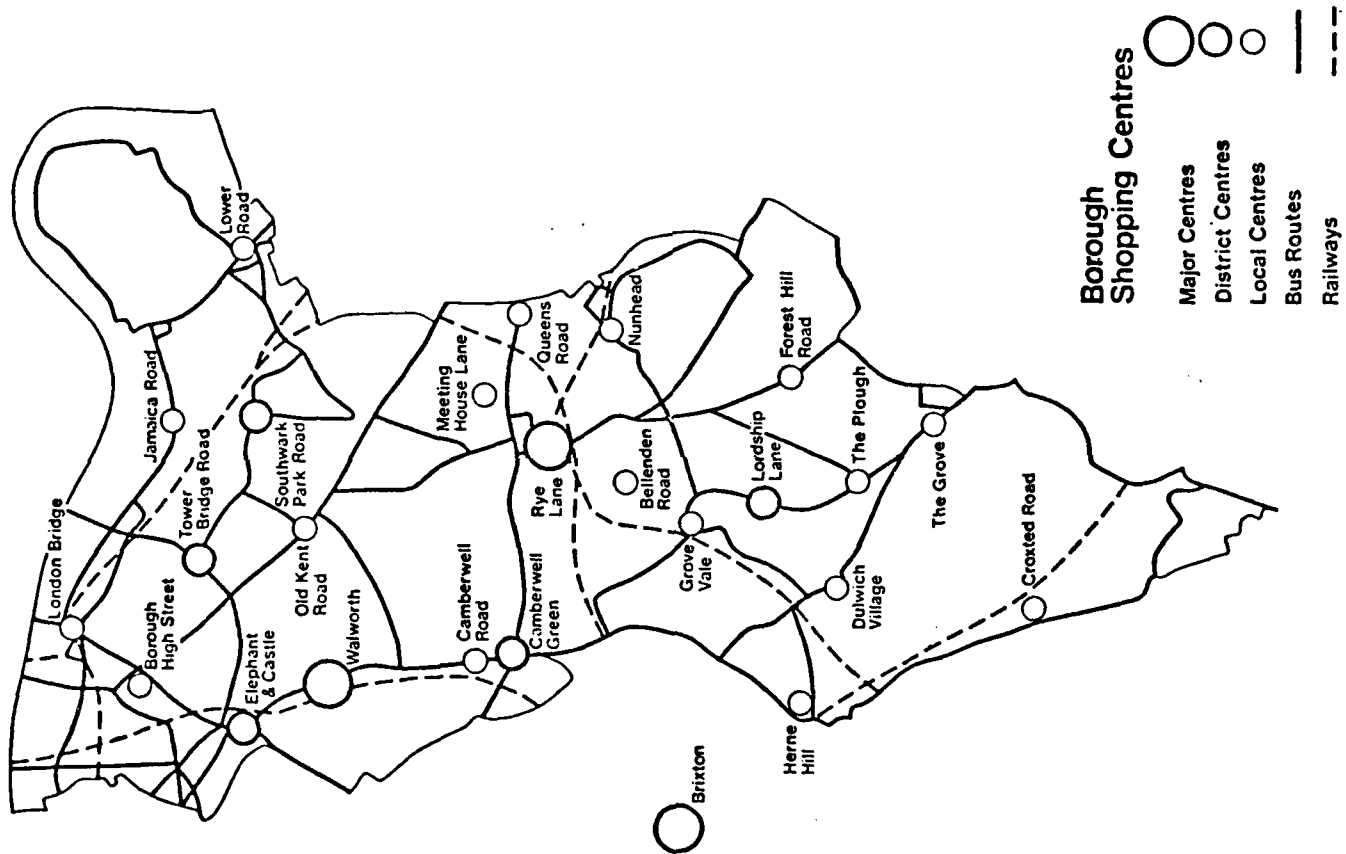 London Bridge
Borough
High Street
Jamaica Road
Lower
Road
Tower
Bridge Road
Southwark
Park Road
Elephant
& Castle
Old Kent
Road
Walworth
Meeting
House Lane
Camberwell
Road
Camberwell
Green
Rye
Lane
Queens
Road
Nunhead
Bellenden
Road
Grove
Vale
Lordship
Lane
Forest Hill
Road
The Plough
Brixton
Herne
Hill
Dulwich
Village
The Grove
Croxted Road
Borough
Shopping Centres
Major Centres
District Centres
Local Centres
Bus Routes
Railways